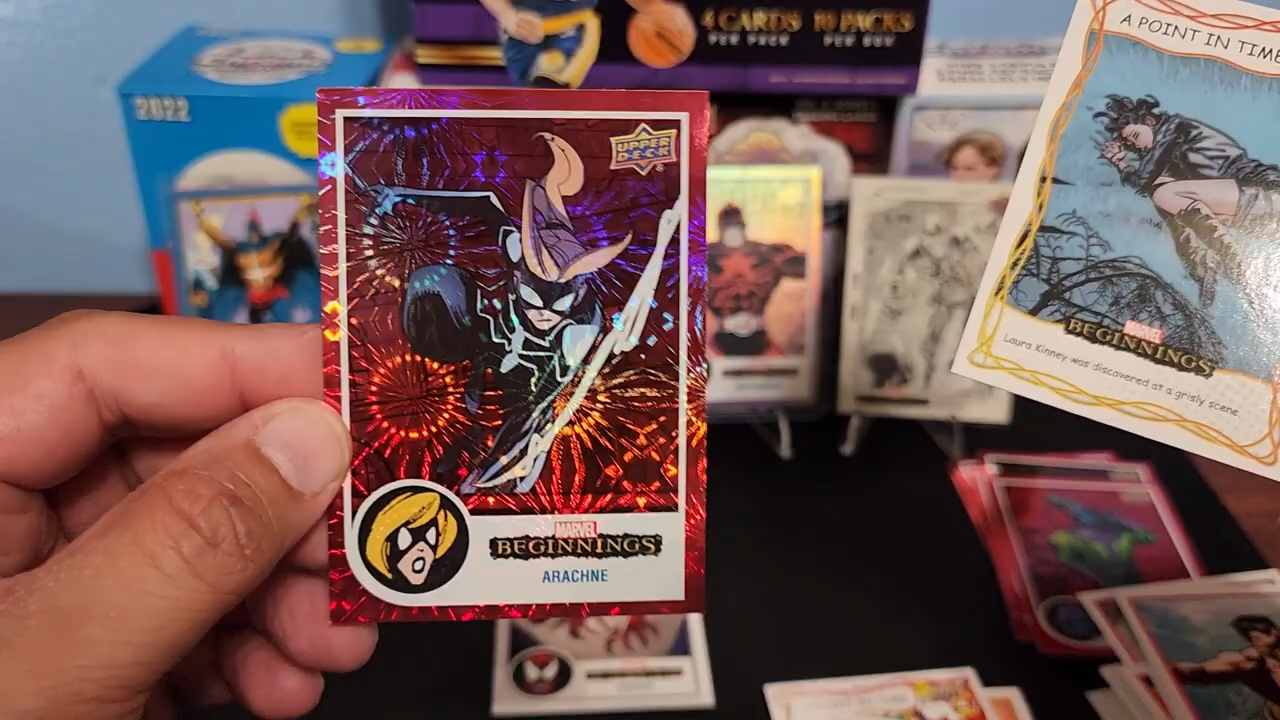 4 CARDS 10 PACKS
PER PACK PER BOX
2022
UPPER
DECK
MARVEL
BEGINNINGS
ARACHNE
A POINT IN TIME
MARVEL
BEGINNINGS
Laura Kinney was discovered at a grisly scene.